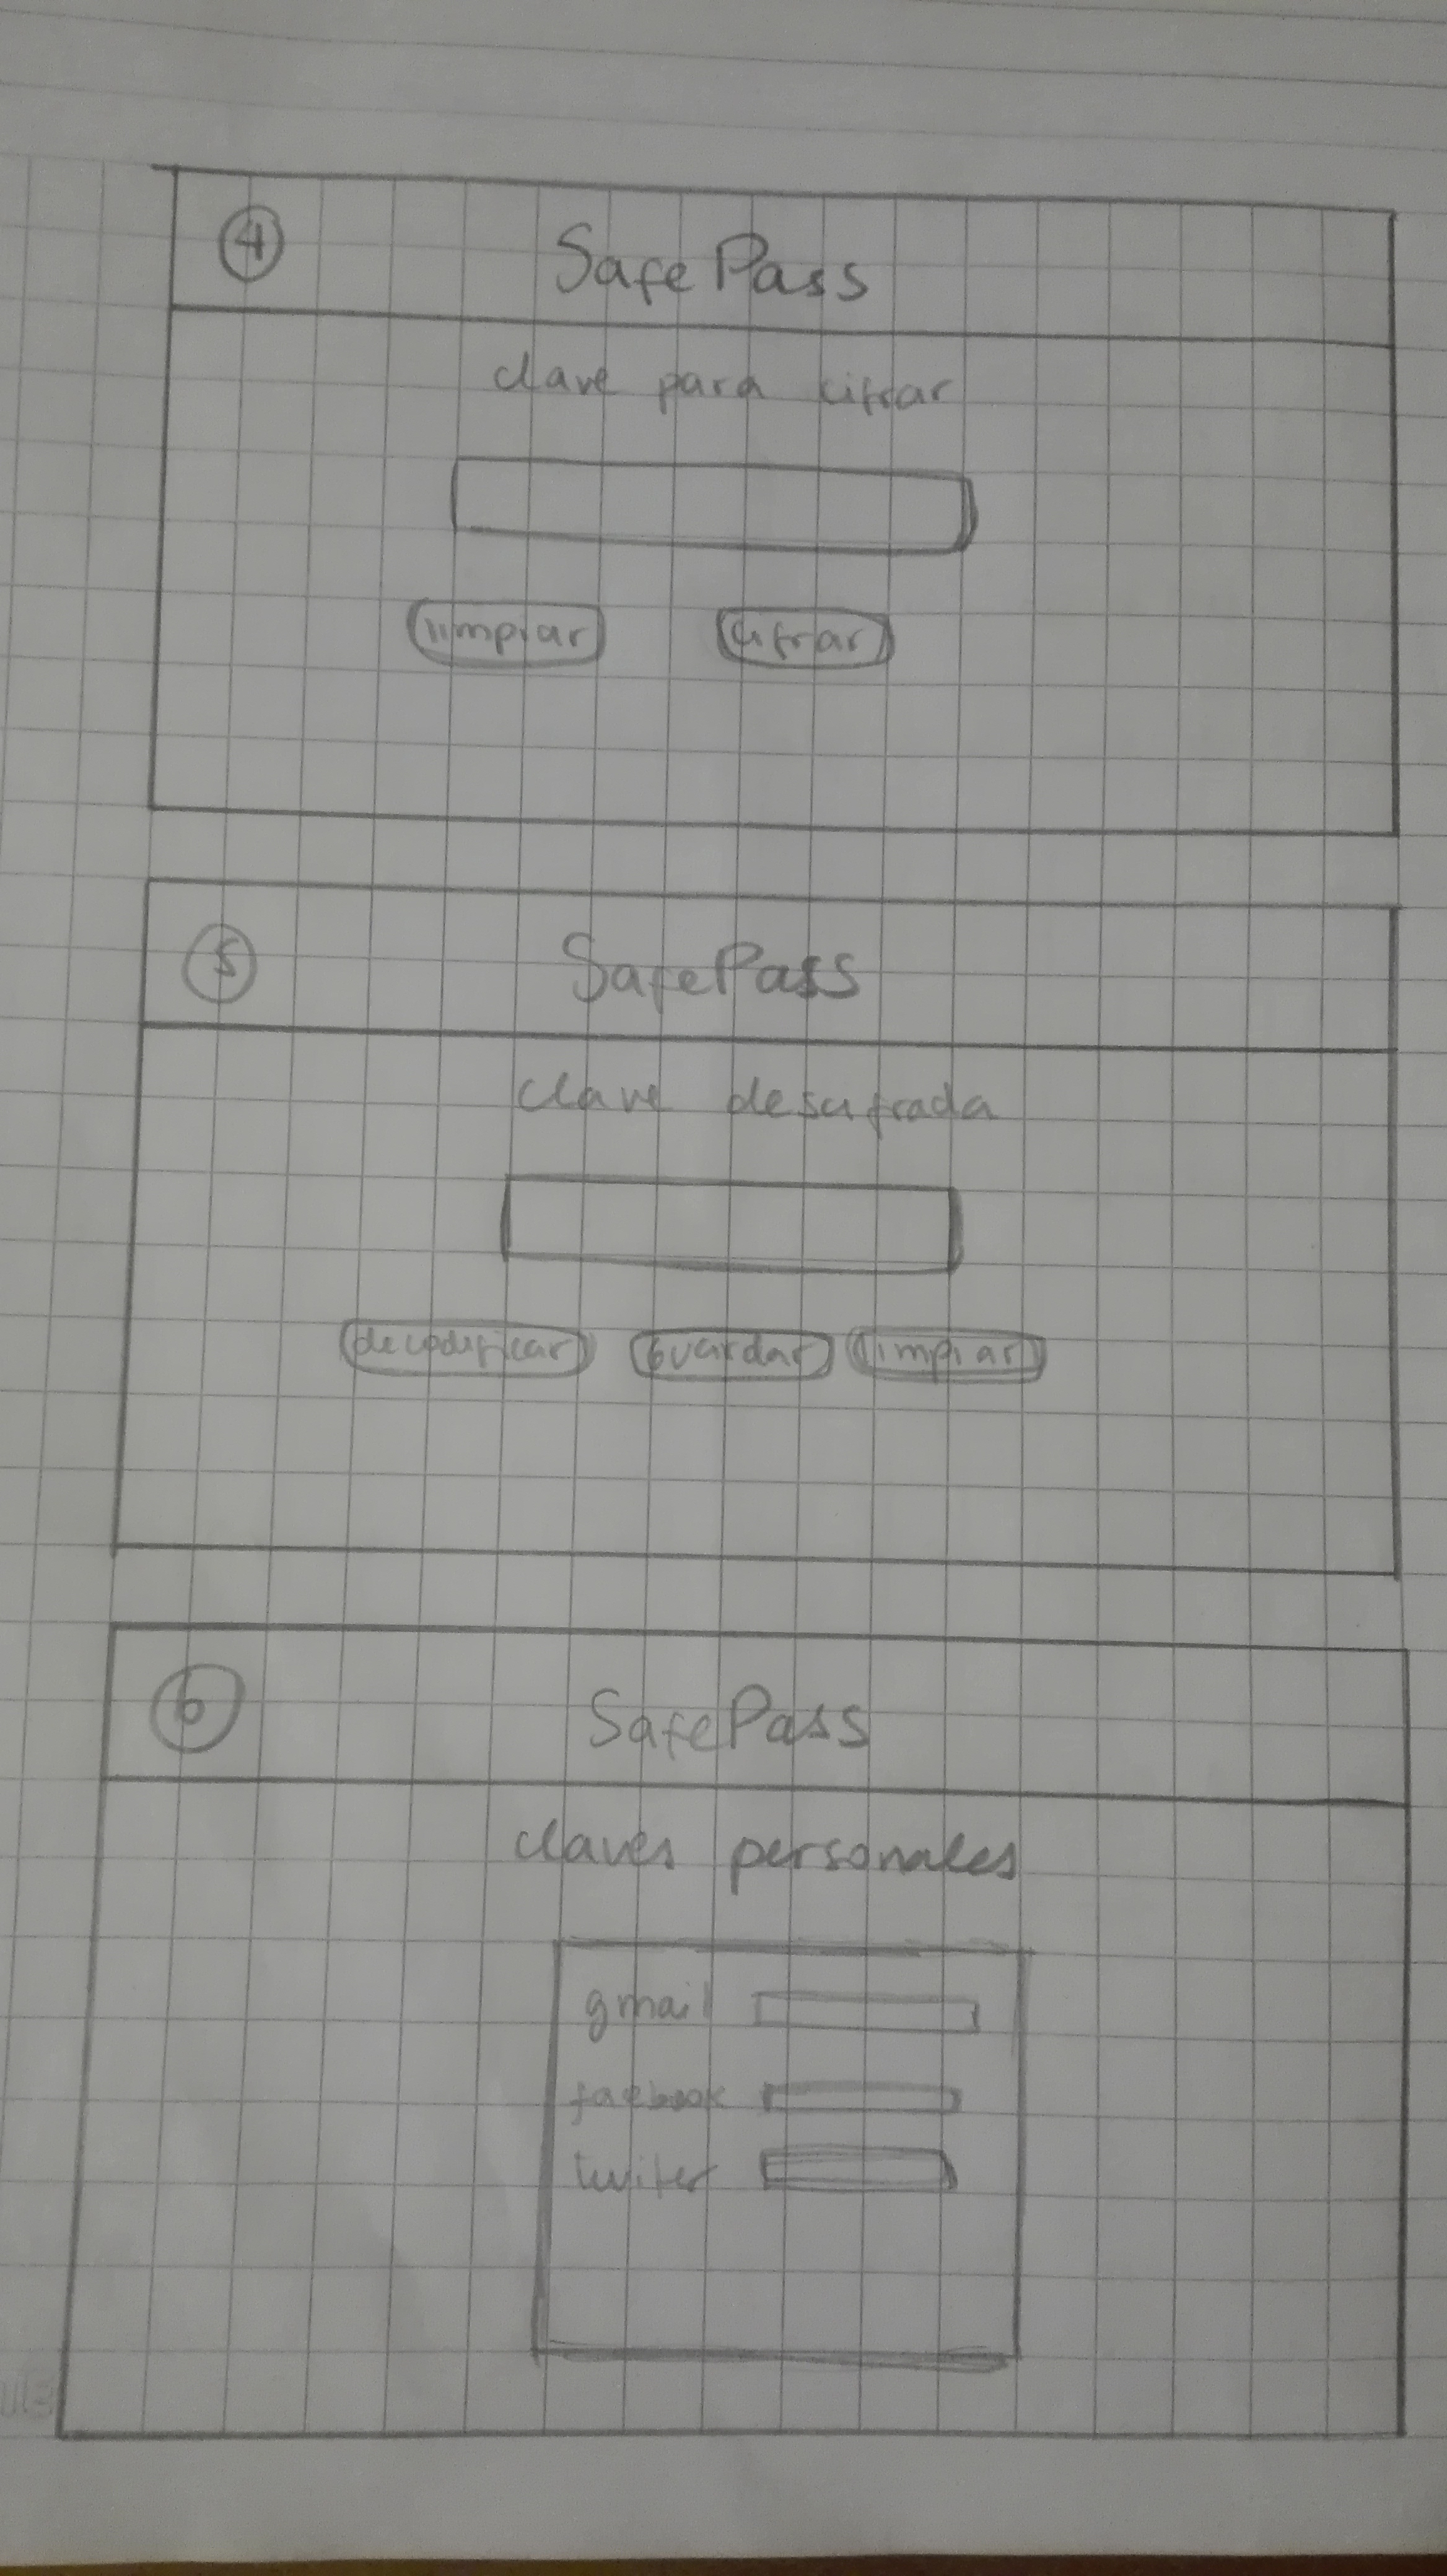 4
SafePass
clave para cifrar
limpiar cifrar
5
SafePass
clave descifrada
decodificar Guardar limpiar
6
SafePass
claves personales
gmail
facebook
twiter